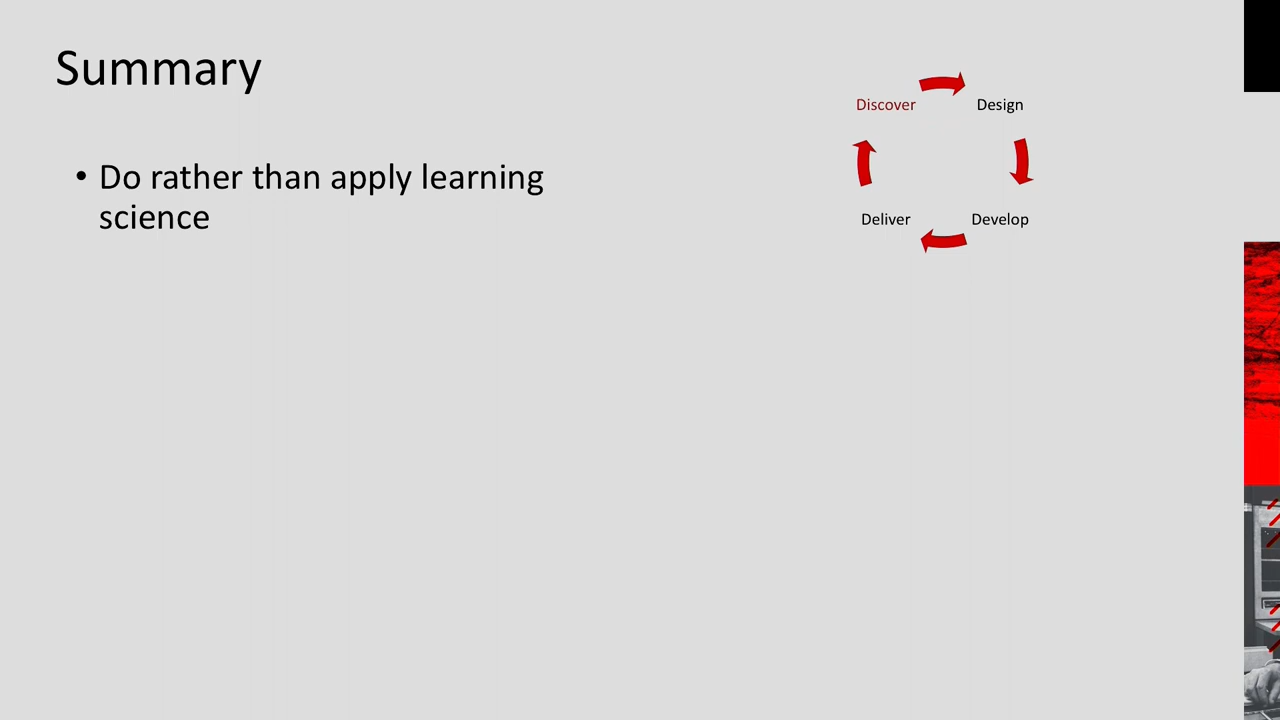 Summary
• Do rather than apply learning
science
Discover
Design
Deliver
Develop